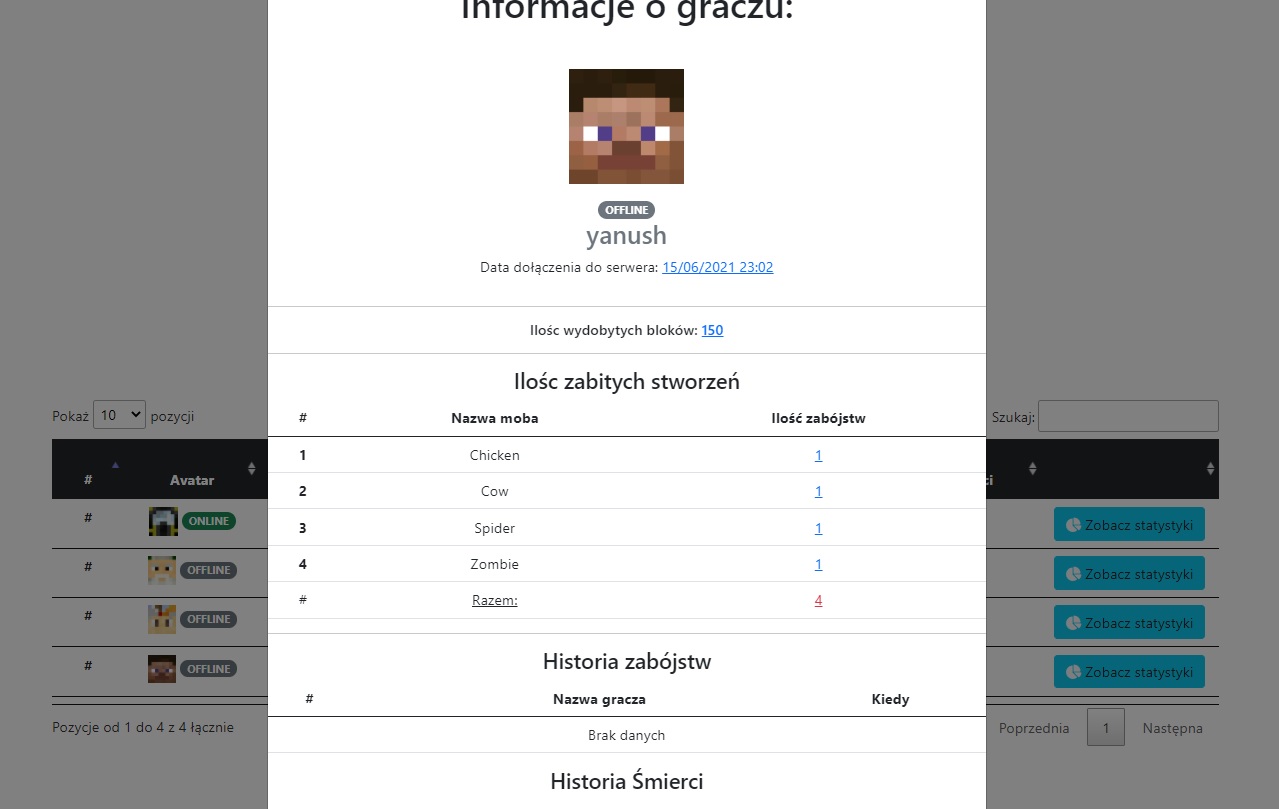 Informacje o graczu:
OFFLINE
yanush
Data dołączenia do serwera: 15/06/2021 23:02
Ilośc wydobytych bloków: 150
Ilośc zabitych stworzeń
# Nazwa moba Ilość zabójstw
1 Chicken 1
2 Cow 1
3 Spider 1
4 Zombie 1
# Razem: 4
Historia zabójstw
# Nazwa gracza Kiedy
Brak danych
Historia Śmierci
Pokaż 10 pozycji
Szukaj:
# Avatar
# ONLINE Zobacz statystyki
# OFFLINE Zobacz statystyki
# OFFLINE Zobacz statystyki
# OFFLINE Zobacz statystyki
Pozycje od 1 do 4 z 4 łącznie
Poprzednia 1 Następna